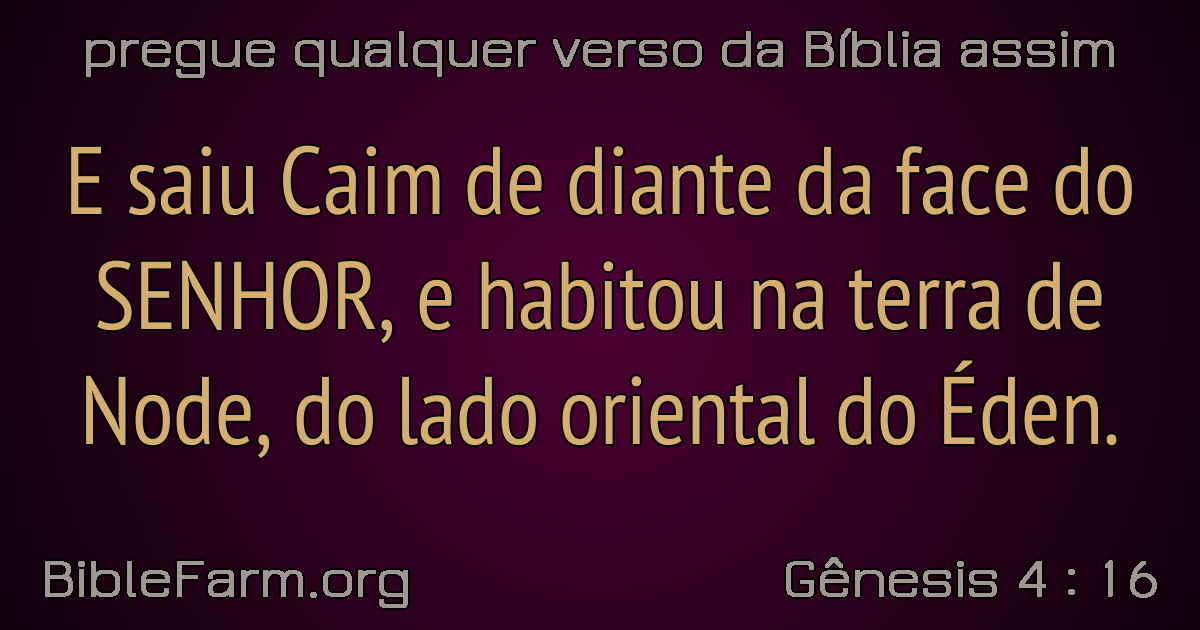 pregue qualquer verso da Bíblia assim
E saiu Caim de diante da face do
SENHOR, e habitou na terra de
Node, do lado oriental do Éden.
BibleFarm.org
Gênesis 4 : 16